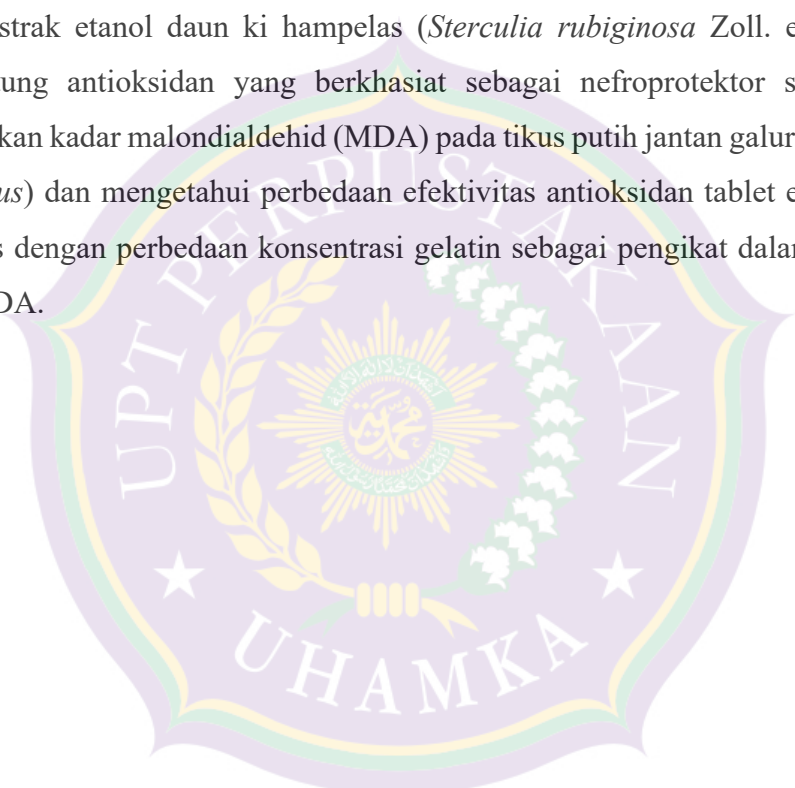 strak etanol daun ki hampelas (Sterculia rubiginosa Zoll. e
tung antioksidan yang berkhasiat sebagai nefroprotektor s
kan kadar malondialdehid (MDA) pada tikus putih jantan galur
us) dan mengetahui perbedaan efektivitas antioksidan tablet e
s dengan perbedaan konsentrasi gelatin sebagai pengikat dalam
DA.
UPT PERPUSTAKAAN
UHAMKA